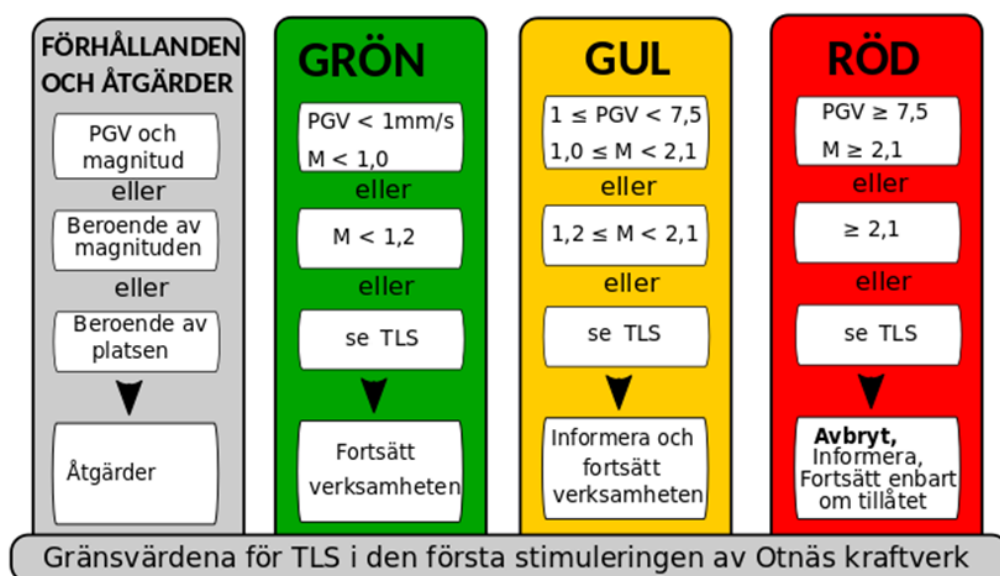 FÖRHÅLLANDEN
OCH ÅTGÄRDER
PGV och
magnitud
eller
Beroende av
magnituden
eller
Beroende av
platsen
Åtgärder
GRÖN
PGV < 1mm/s
M < 1,0
eller
M < 1,2
eller
se TLS
Fortsätt
verksamheten
GUL
1 ≤ PGV < 7,5
1,0 ≤ M < 2,1
eller
1,2 ≤ M < 2,1
eller
se TLS
Informera och
fortsätt
verksamheten
RÖD
PGV ≥ 7,5
M ≥ 2,1
eller
≥ 2,1
eller
se TLS
Avbryt,
Informera,
Fortsätt enbart
om tillåtet
Gränsvärdena för TLS i den första stimuleringen av Otnäs kraftverk